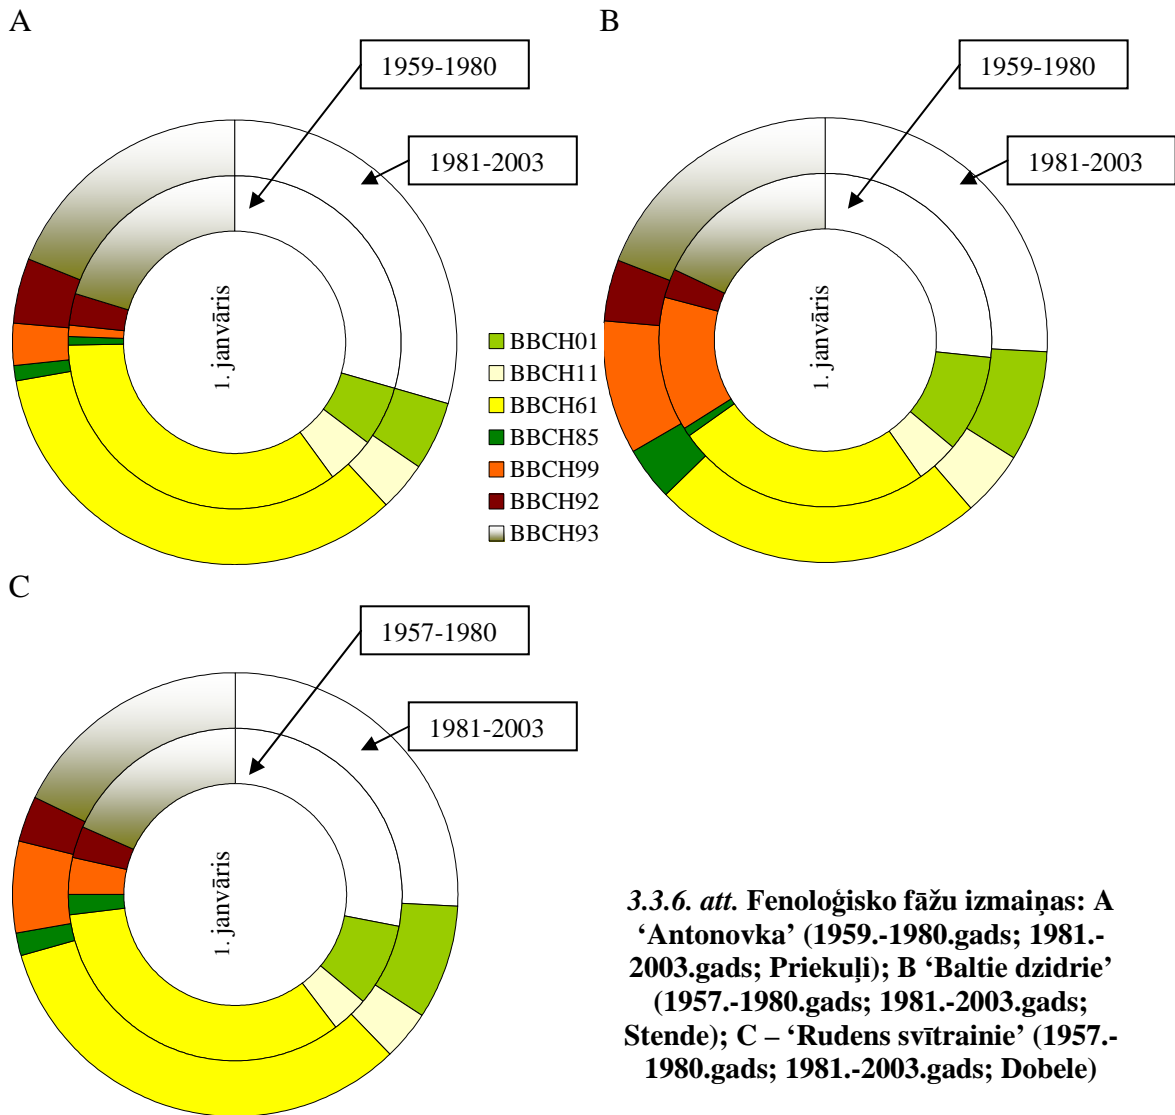 A
1959-1980
1981-2003
1. janvāris
B
1959-1980
1981-2003
1. janvāris
BBCH01
BBCH11
BBCH61
BBCH85
BBCH99
BBCH92
BBCH93
C
1957-1980
1981-2003
1. janvāris
3.3.6. att. Fenoloģisko fāžu izmaiņas: A
‘Antonovka’ (1959.-1980.gads; 1981.-
2003.gads; Priekuļi); B ‘Baltie dzidrie’
(1957.-1980.gads; 1981.-2003.gads;
Stende); C – ‘Rudens svītrainie’ (1957.-
1980.gads; 1981.-2003.gads; Dobele)